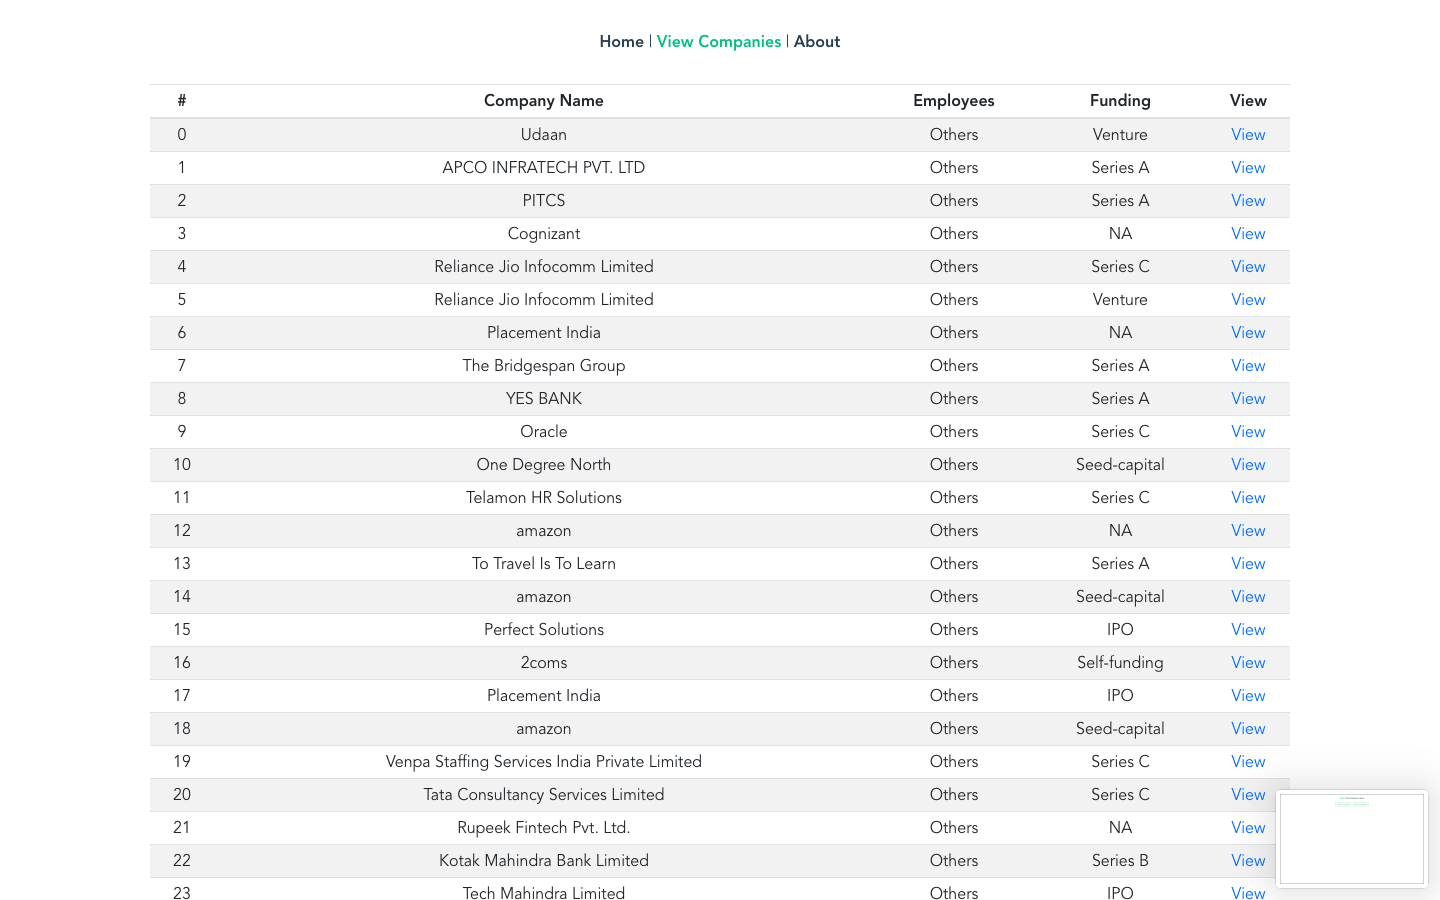 Home | View Companies | About
# Company Name Employees Funding View
0 Udaan Others Venture View
1 APCO INFRATECH PVT. LTD Others Series A View
2 PITCS Others Series A View
3 Cognizant Others NA View
4 Reliance Jio Infocomm Limited Others Series C View
5 Reliance Jio Infocomm Limited Others Venture View
6 Placement India Others NA View
7 The Bridgespan Group Others Series A View
8 YES BANK Others Series A View
9 Oracle Others Series C View
10 One Degree North Others Seed-capital View
11 Telamon HR Solutions Others Series C View
12 amazon Others NA View
13 To Travel Is To Learn Others Series A View
14 amazon Others Seed-capital View
15 Perfect Solutions Others IPO View
16 2coms Others Self-funding View
17 Placement India Others IPO View
18 amazon Others Seed-capital View
19 Venpa Staffing Services India Private Limited Others Series C View
20 Tata Consultancy Services Limited Others Series C View
21 Rupeek Fintech Pvt. Ltd. Others NA View
22 Kotak Mahindra Bank Limited Others Series B View
23 Tech Mahindra Limited Others IPO View